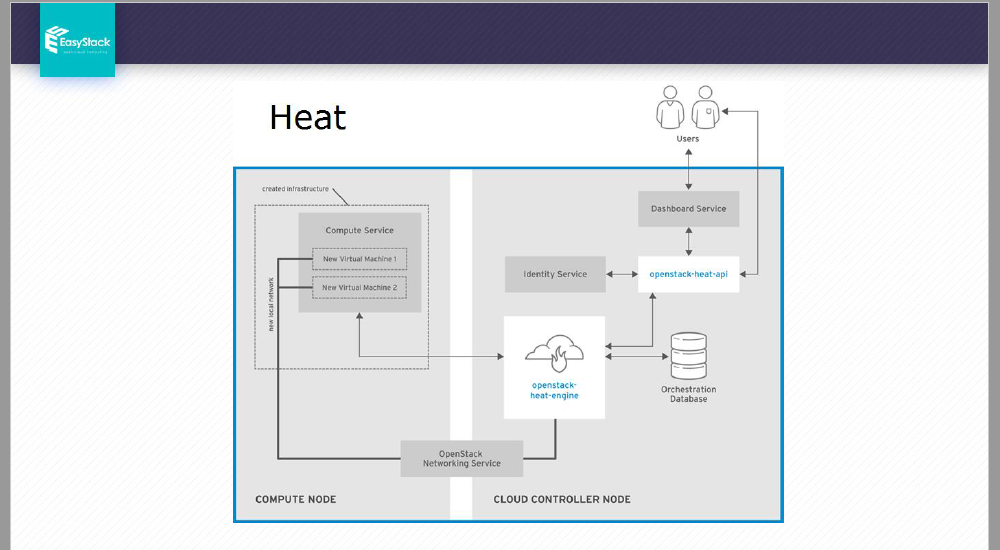 EasyStack
Heat
Users
created infrastructure
Compute Service
New Virtual Machine 1
New Virtual Machine 2
new local network
Dashboard Service
Identity Service
openstack-heat-api
openstack-
heat-engine
Orchestration
Database
OpenStack
Networking Service
COMPUTE NODE
CLOUD CONTROLLER NODE